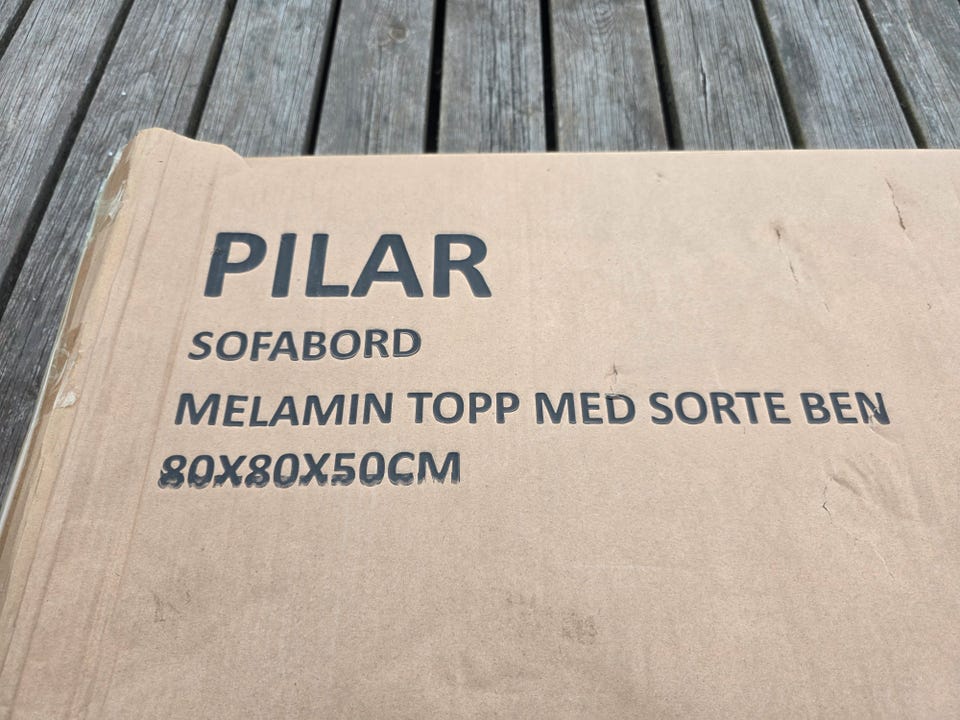 PILAR
SOFABORD
MELAMIN TOPP MED SORTE BEN
80X80X50CM